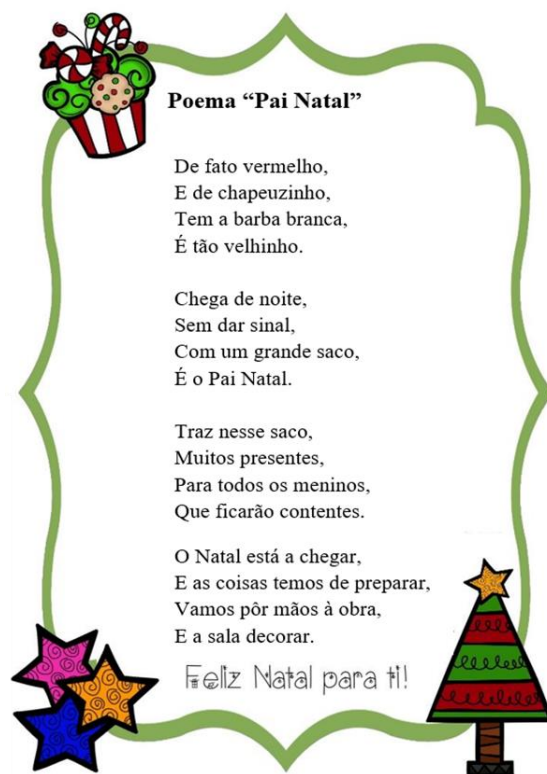 Poema “Pai Natal”
De fato vermelho,
E de chapeuzinho,
Tem a barba branca,
É tão velhinho.
Chega de noite,
Sem dar sinal,
Com um grande saco,
É o Pai Natal.
Traz nesse saco,
Muitos presentes,
Para todos os meninos,
Que ficarão contentes.
O Natal está a chegar,
E as coisas temos de preparar,
Vamos pôr mãos à obra,
E a sala decorar.
Feliz Natal para ti!